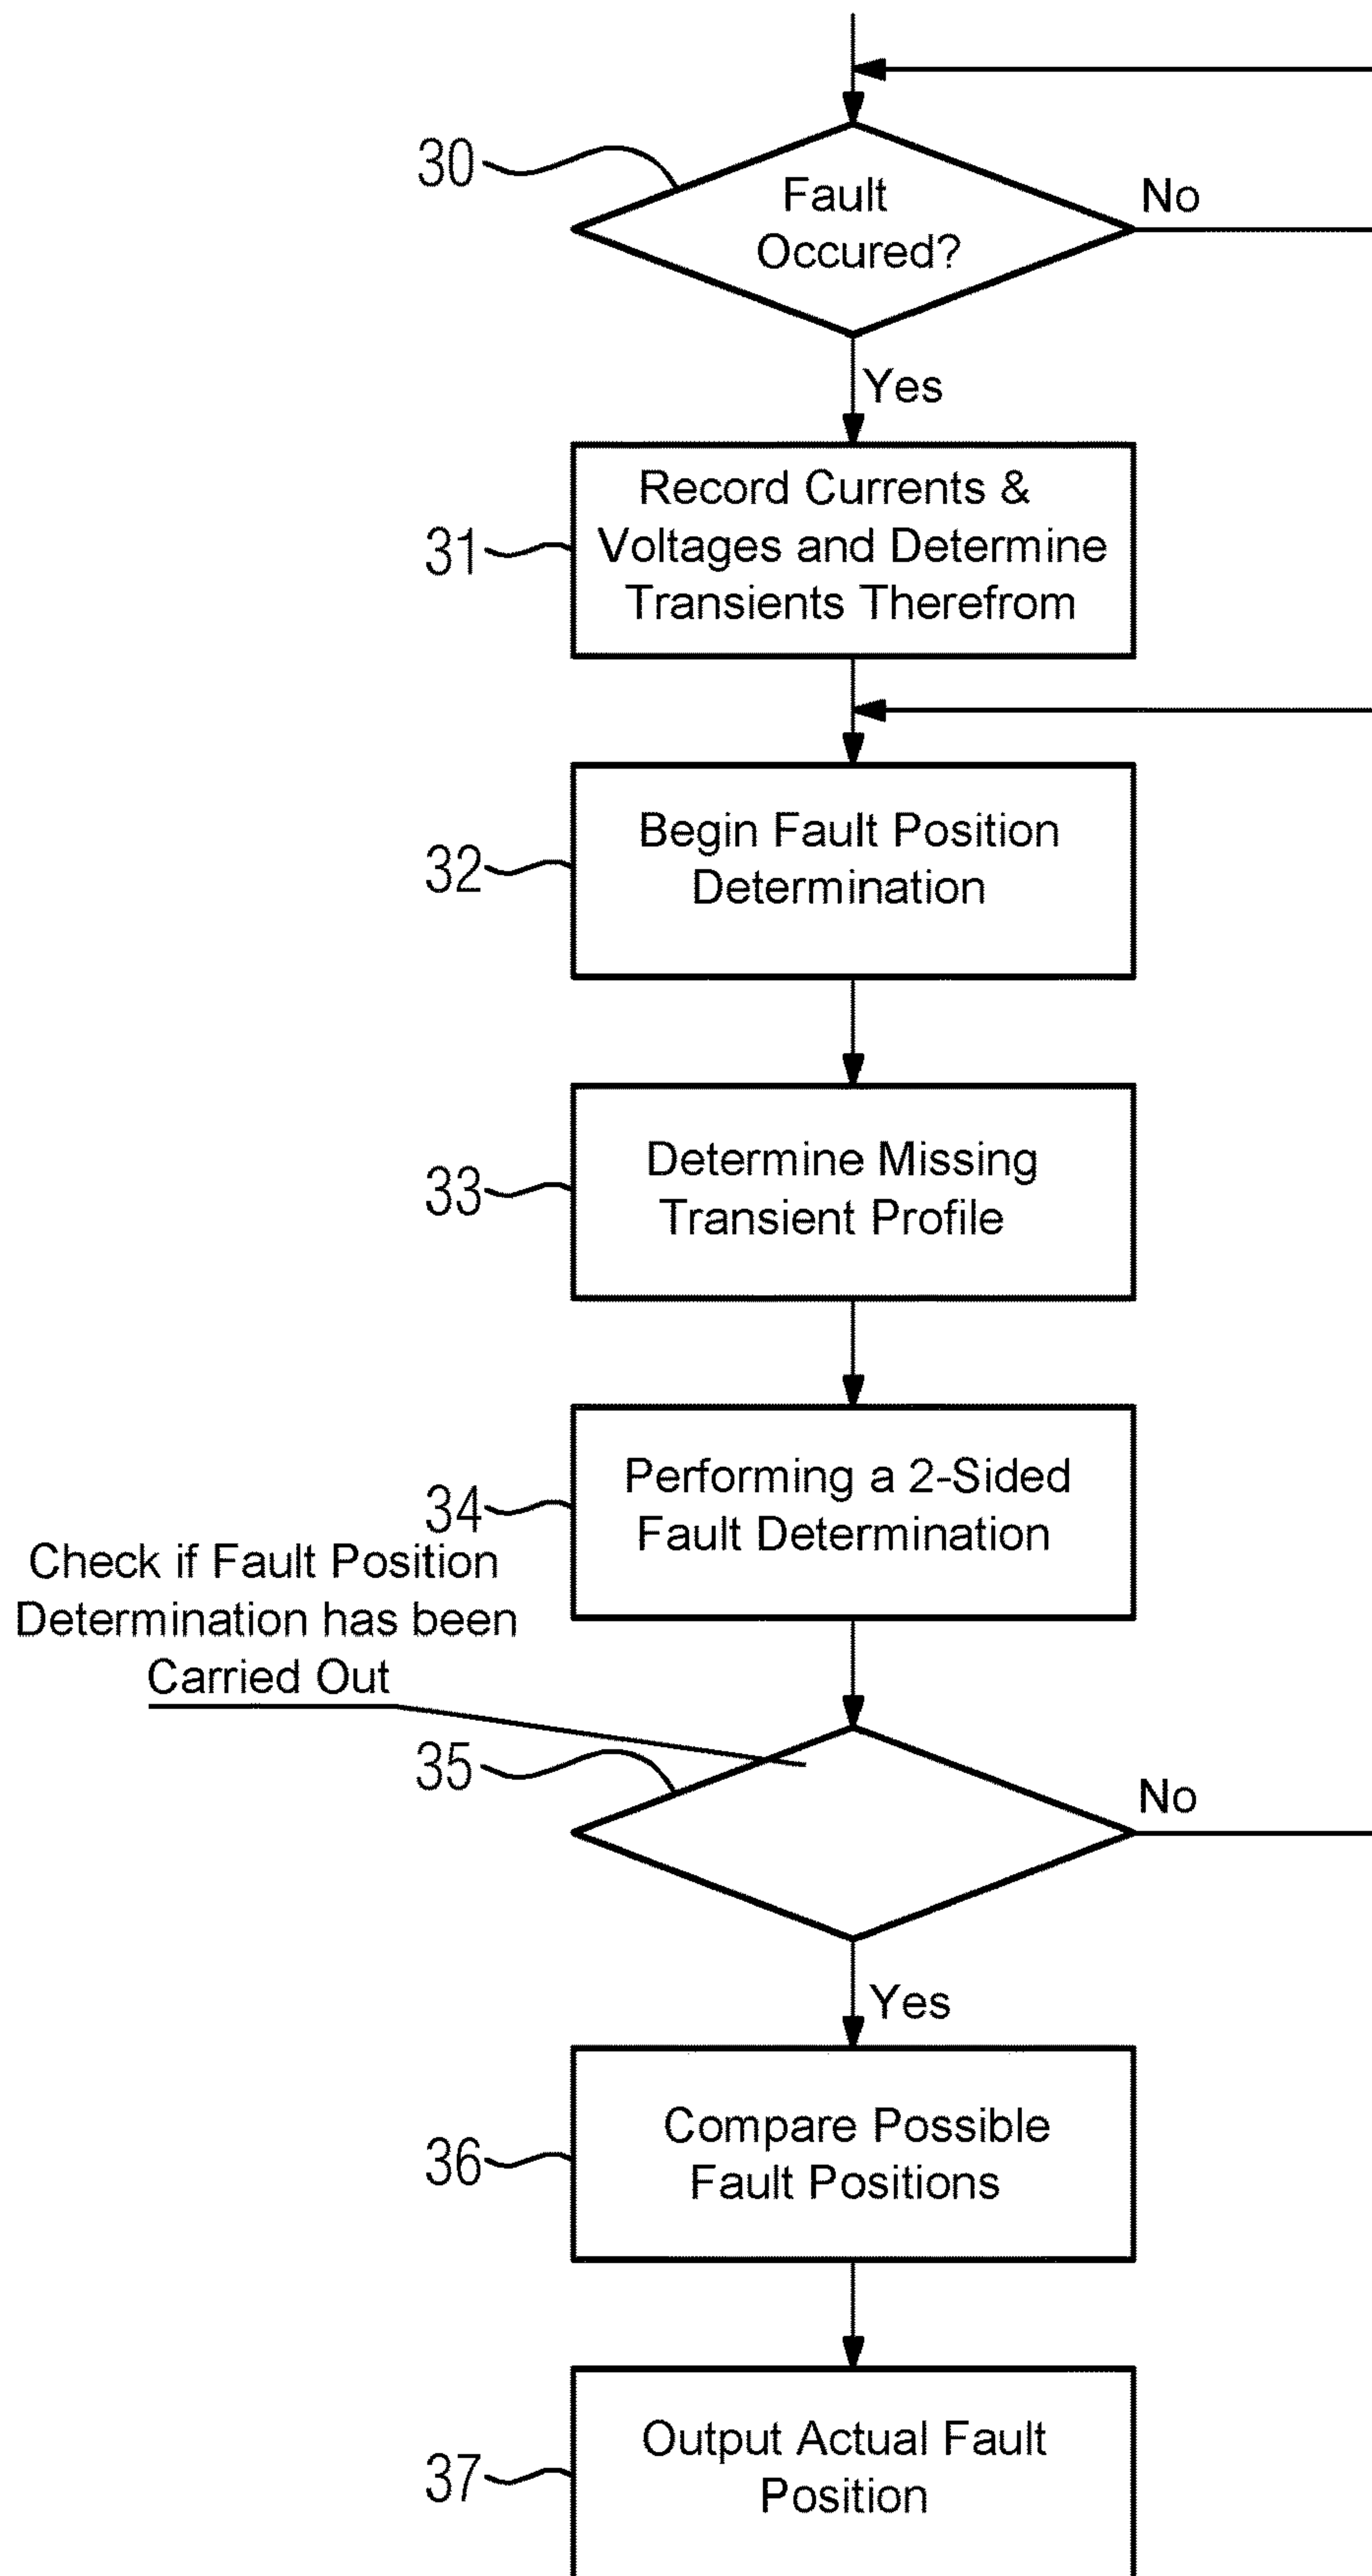 30
Fault
Occured?
No
Yes
31
Record Currents &
Voltages and Determine
Transients Therefrom
32
Begin Fault Position
Determination
33
Determine Missing
Transient Profile
34
Performing a 2-Sided
Fault Determination
Check if Fault Position
Determination has been
Carried Out
35
No
Yes
36
Compare Possible
Fault Positions
37
Output Actual Fault
Position